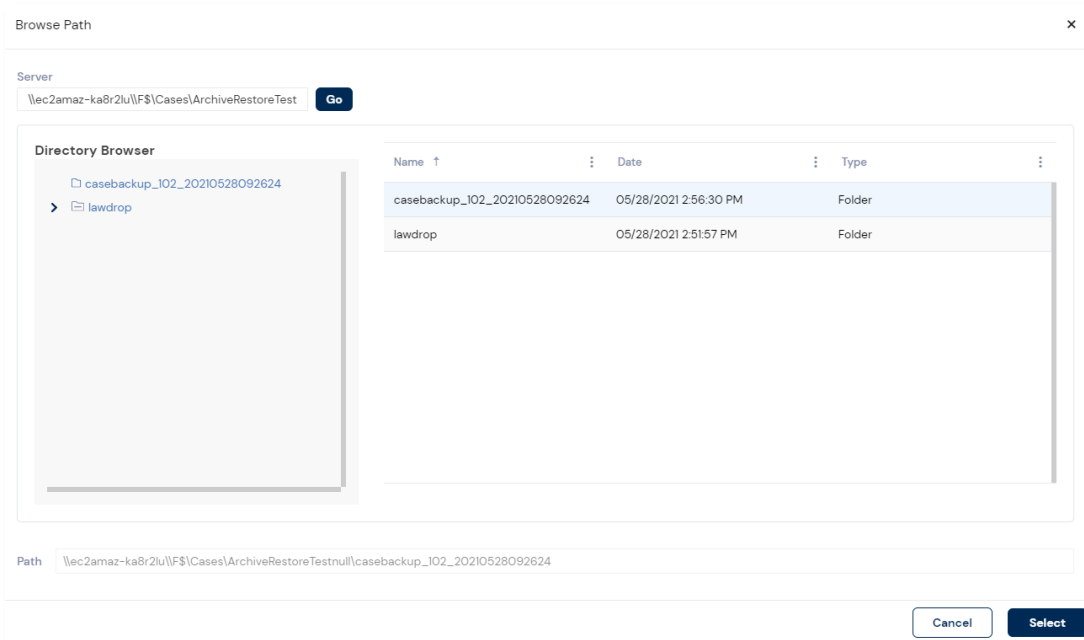 Browse Path
Server
\\ec2amaz-ka8r2lu\\F$\Cases\ArchiveRestoreTest Go
Directory Browser
casebackup_102_20210528092624
lawdrop
Name ↑ Date Type
casebackup_102_20210528092624 05/28/2021 2:56:30 PM Folder
lawdrop 05/28/2021 2:51:57 PM Folder
Path \\ec2amaz-ka8r2lu\\F$\Cases\ArchiveRestoreTestnull\casebackup_102_20210528092624
Cancel Select